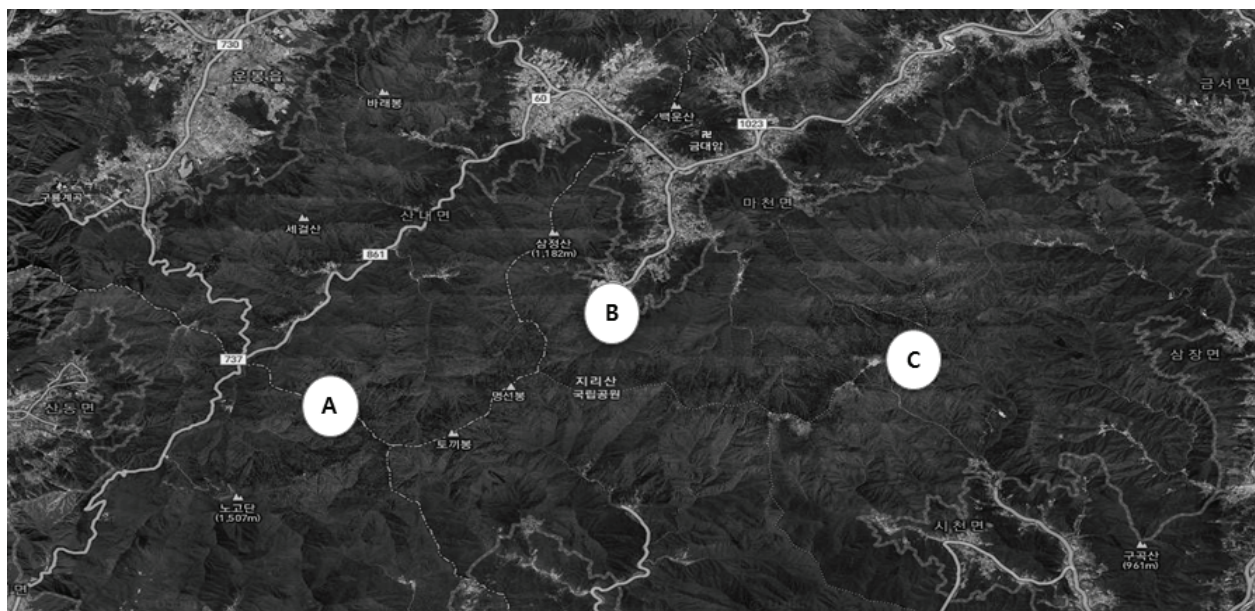 730
운봉읍
바래봉
60
백운산
금서면
1023
금대암
구룡계곡
마천면
산내면
세걸산
삼정산
(1,182m)
861
B
C
737
삼장면
지리산
국립공원
명선봉
A
산동면
토끼봉
노고단
(1,507m)
시천면
구곡산
(961m)
면